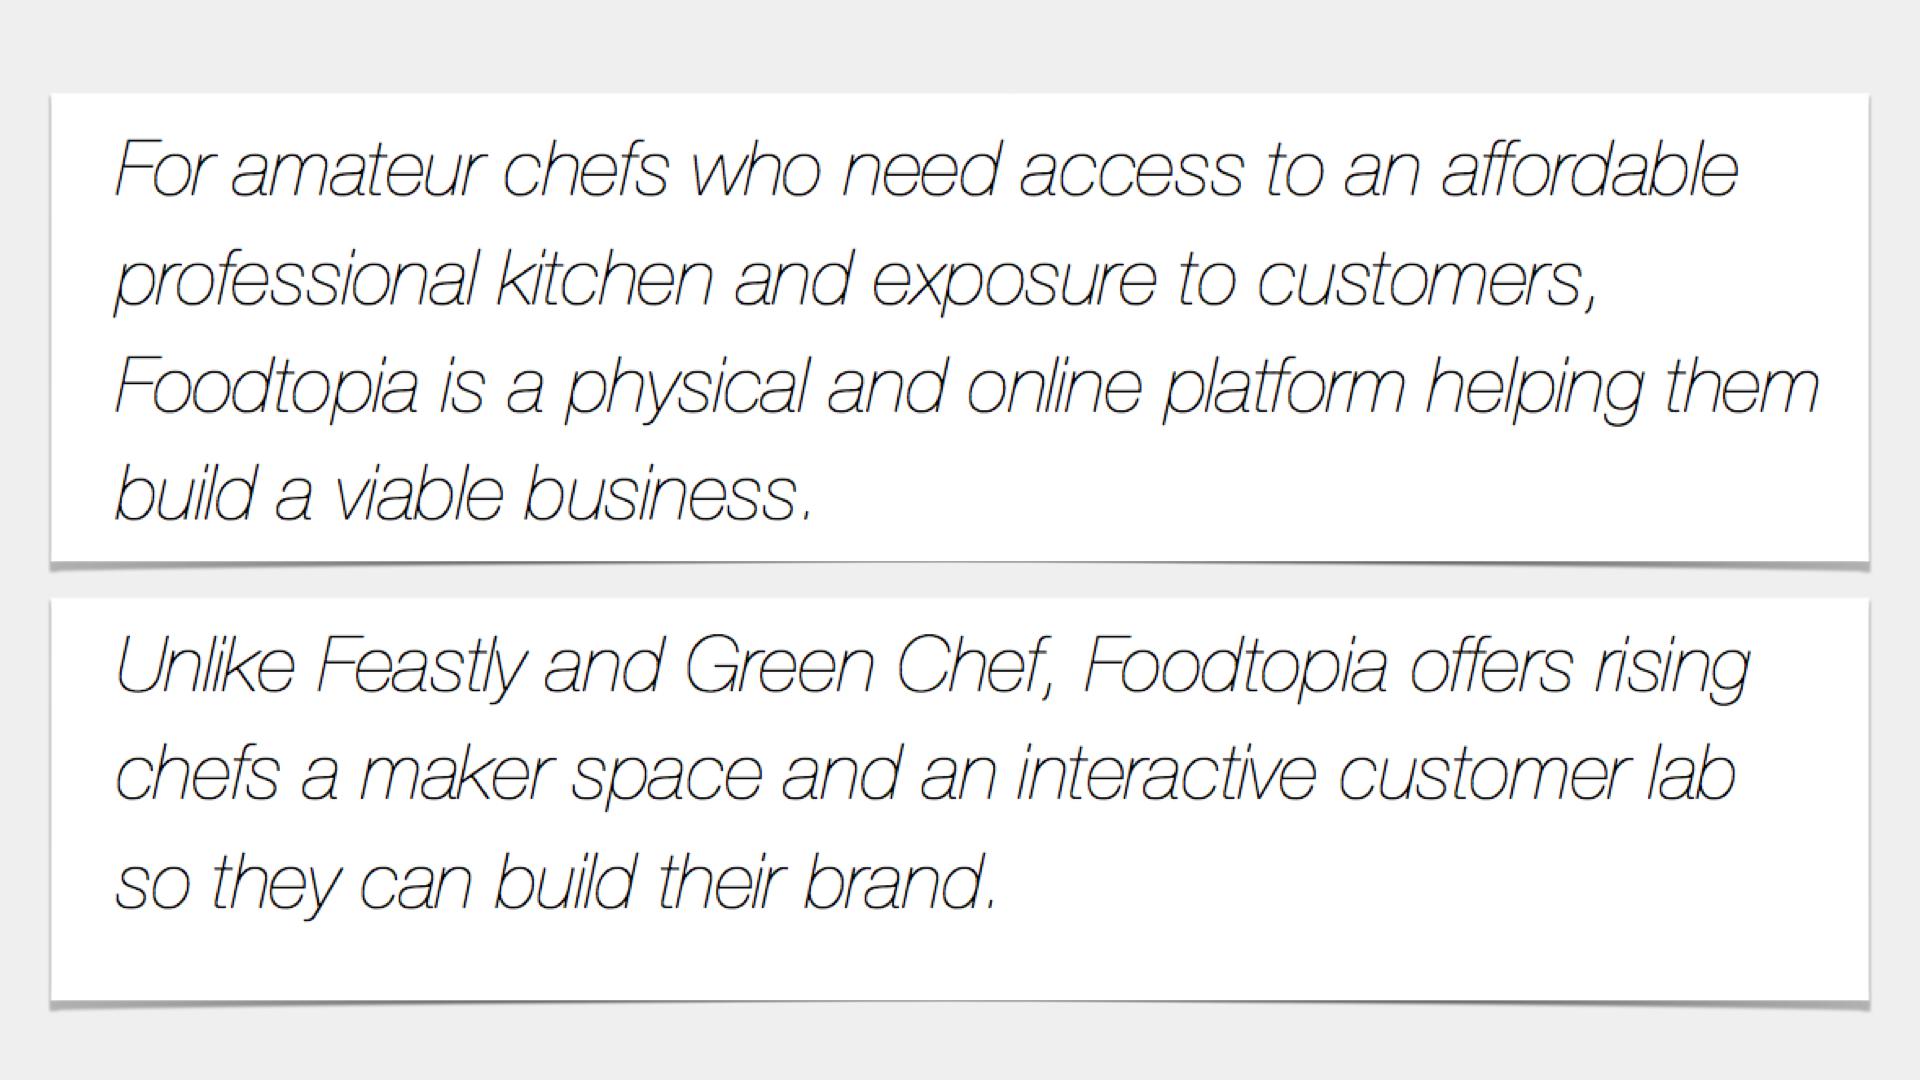 For amateur chefs who need access to an affordable
professional kitchen and exposure to customers,
Foodtopia is a physical and online platform helping them
build a viable business.
Unlike Feastly and Green Chef, Foodtopia offers rising
chefs a maker space and an interactive customer lab
so they can build their brand.